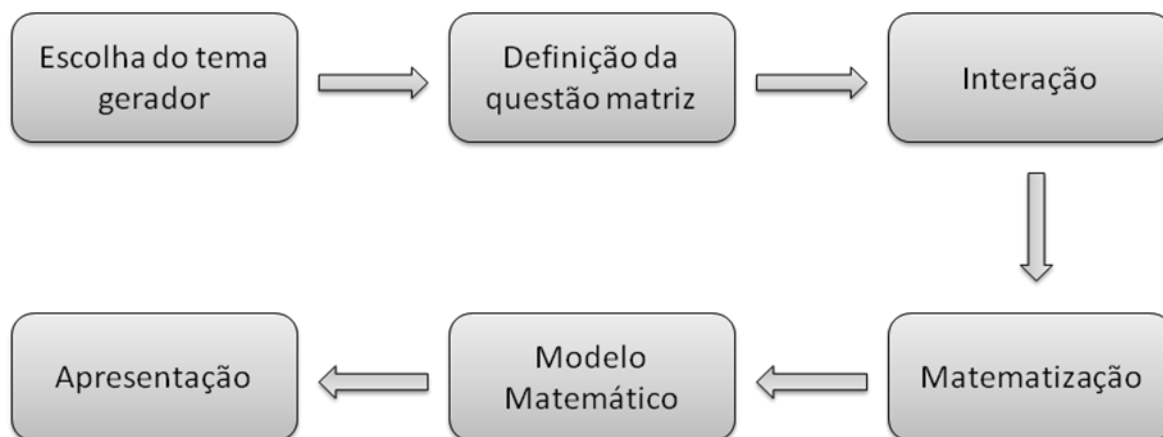 Escolha do tema
gerador
Definição da
questão matriz
Interação
Matematização
Modelo
Matemático
Apresentação